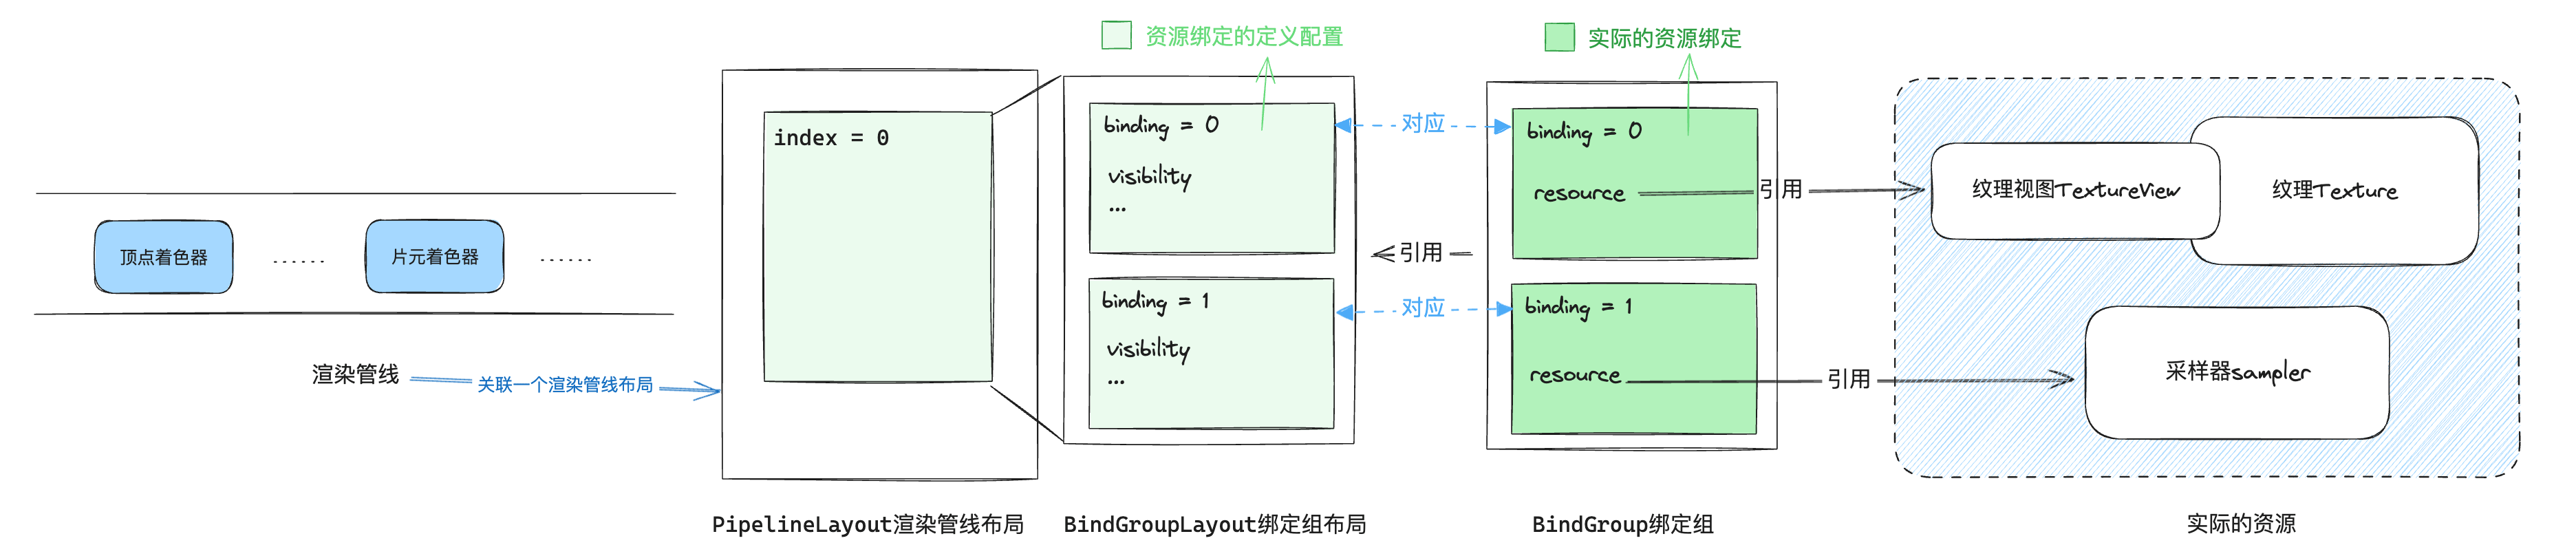 资源绑定的定义配置
实际的资源绑定
index = 0
binding = 0
visibility
...
对应
binding = 0
resource
引用
纹理视图TextureView
纹理Texture
顶点着色器
......
片元着色器
......
引用
binding = 1
visibility
...
对应
binding = 1
resource
引用
采样器sampler
渲染管线
关联一个渲染管线布局
PipelineLayout渲染管线布局
BindGroupLayout绑定组布局
BindGroup绑定组
实际的资源